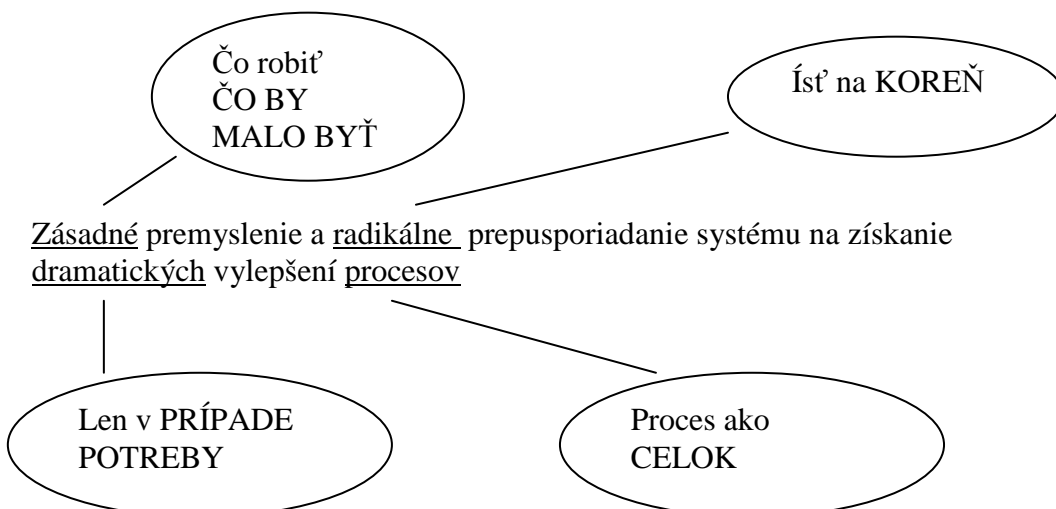 Čo robiť
ČO BY
MALO BYŤ
Ísť na KOREŇ
Zásadné premyslenie a radikálne prepusporiadanie systému na získanie
dramatických vylepšení procesov
Len v PRÍPADE
POTREBY
Proces ako
CELOK